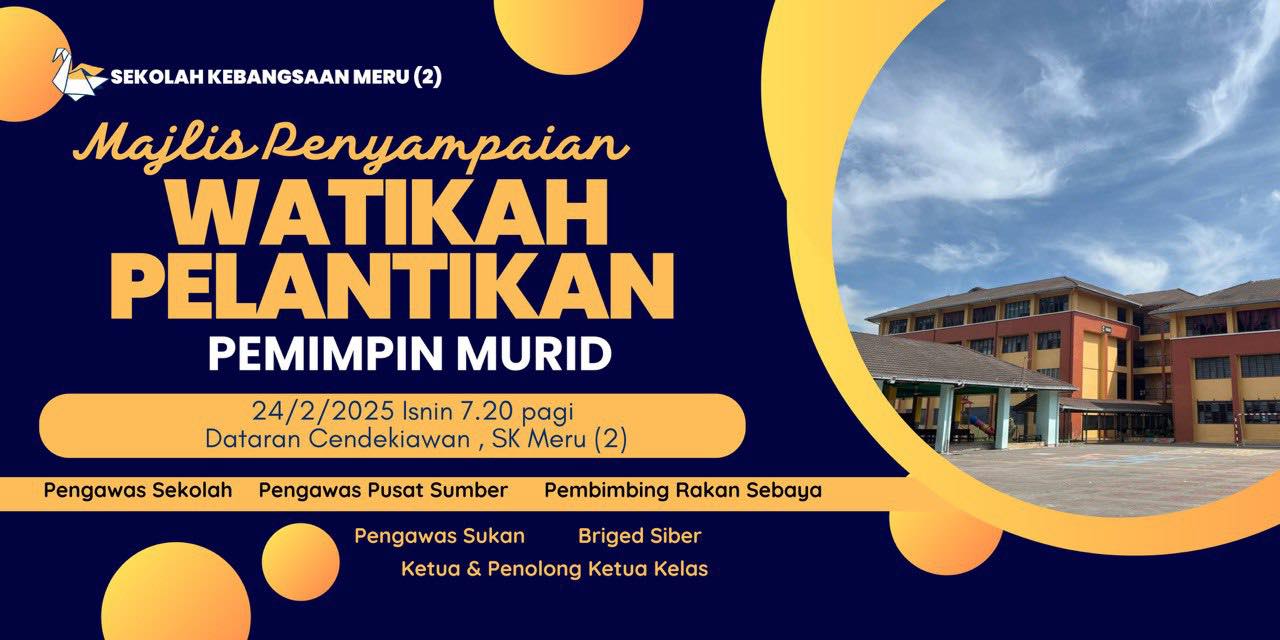 SEKOLAH KEBANGSAAN MERU (2)
Majlis Penyampaian
WATIKAH
PELANTIKAN
PEMIMPIN MURID
24/2/2025 Isnin 7.20 pagi
Dataran Cendekiawan , SK Meru (2)
Pengawas Sekolah Pengawas Pusat Sumber Pembimbing Rakan Sebaya
Pengawas Sukan Briged Siber
Ketua & Penolong Ketua Kelas